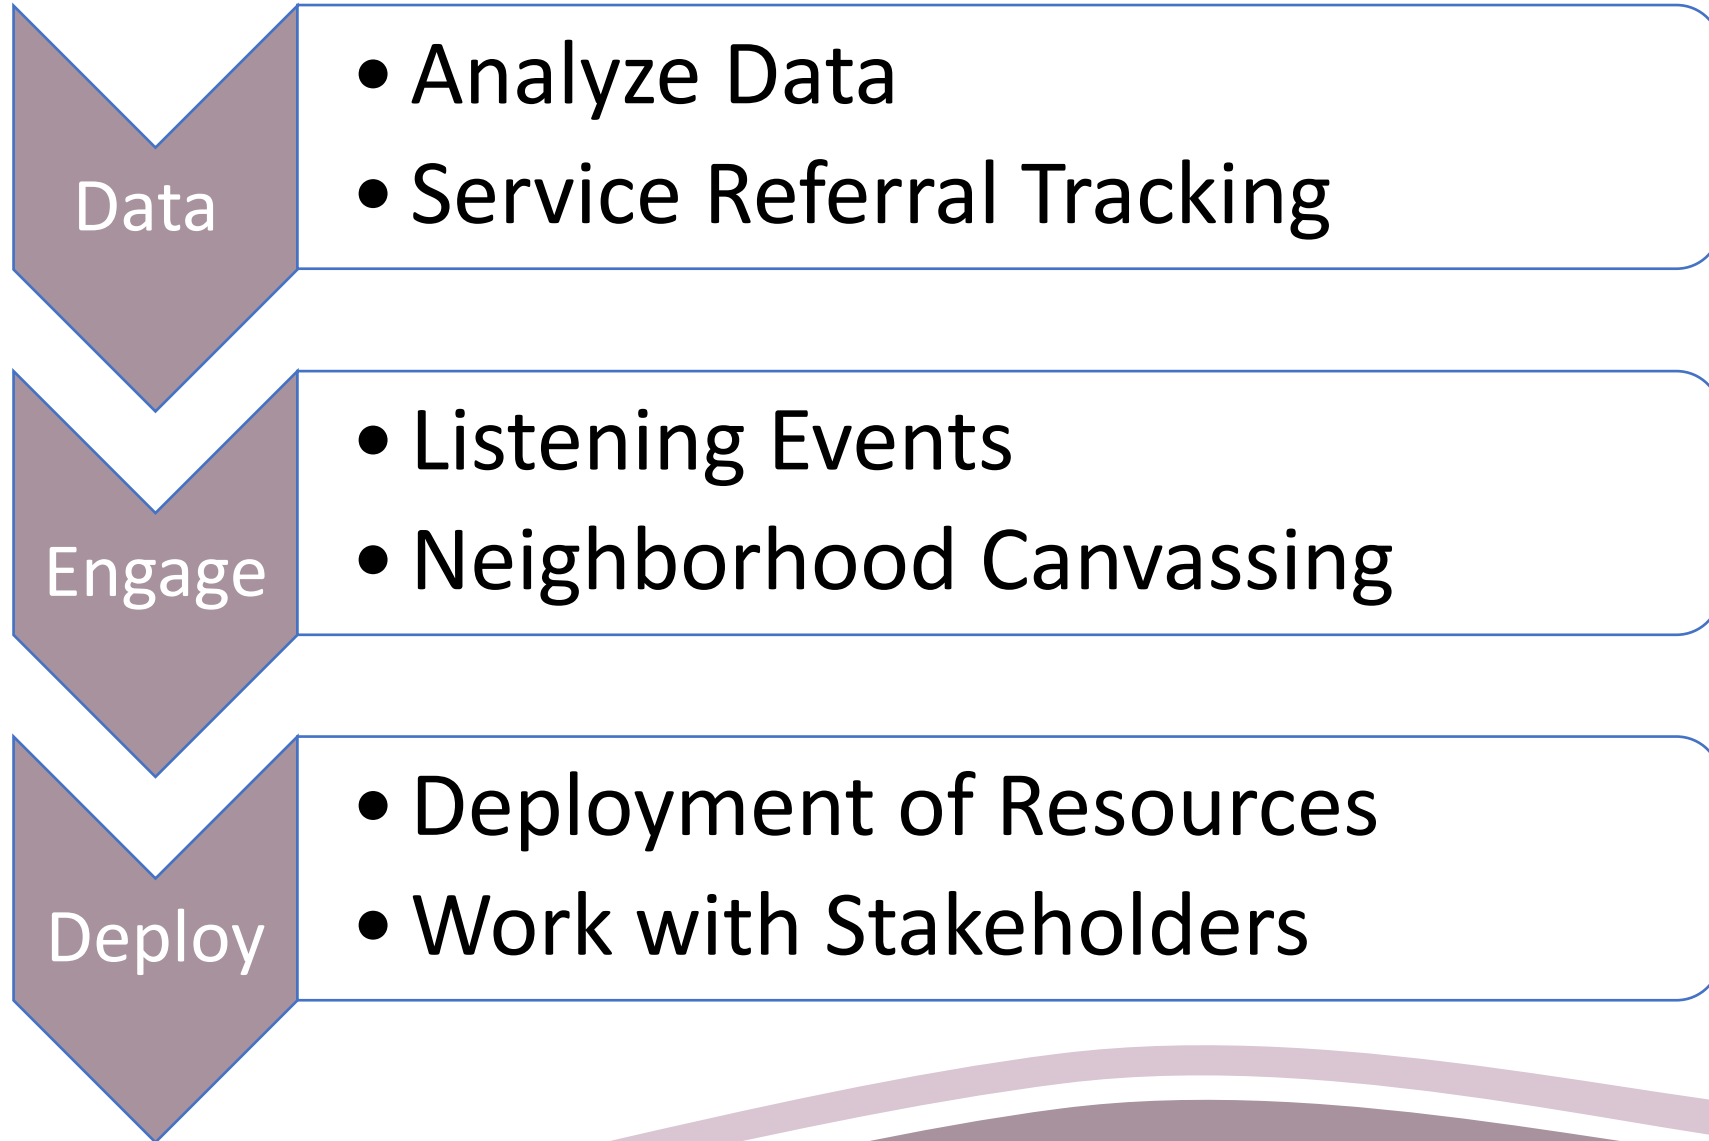 Data
• Analyze Data
• Service Referral Tracking
Engage
• Listening Events
• Neighborhood Canvassing
Deploy
• Deployment of Resources
• Work with Stakeholders